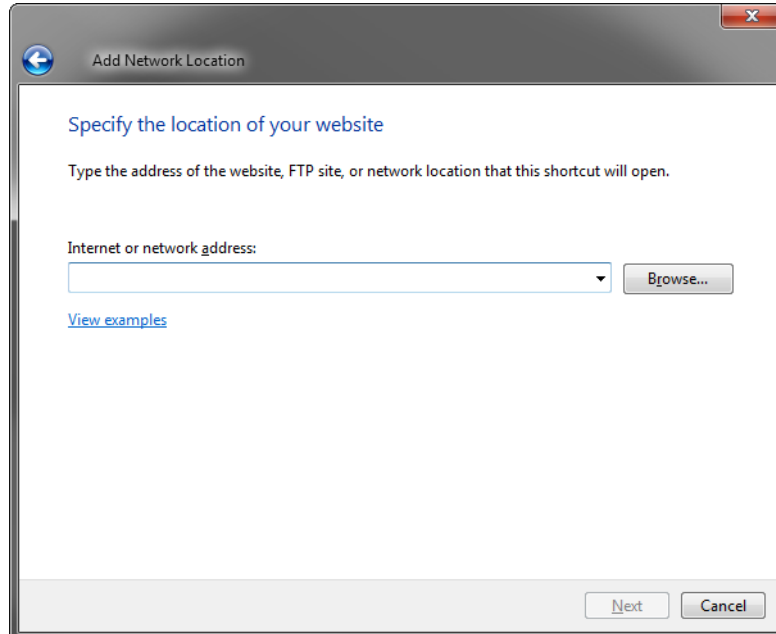 Add Network Location
Specify the location of your website
Type the address of the website, FTP site, or network location that this shortcut will open.
Internet or network address:
Browse...
View examples
Next
Cancel